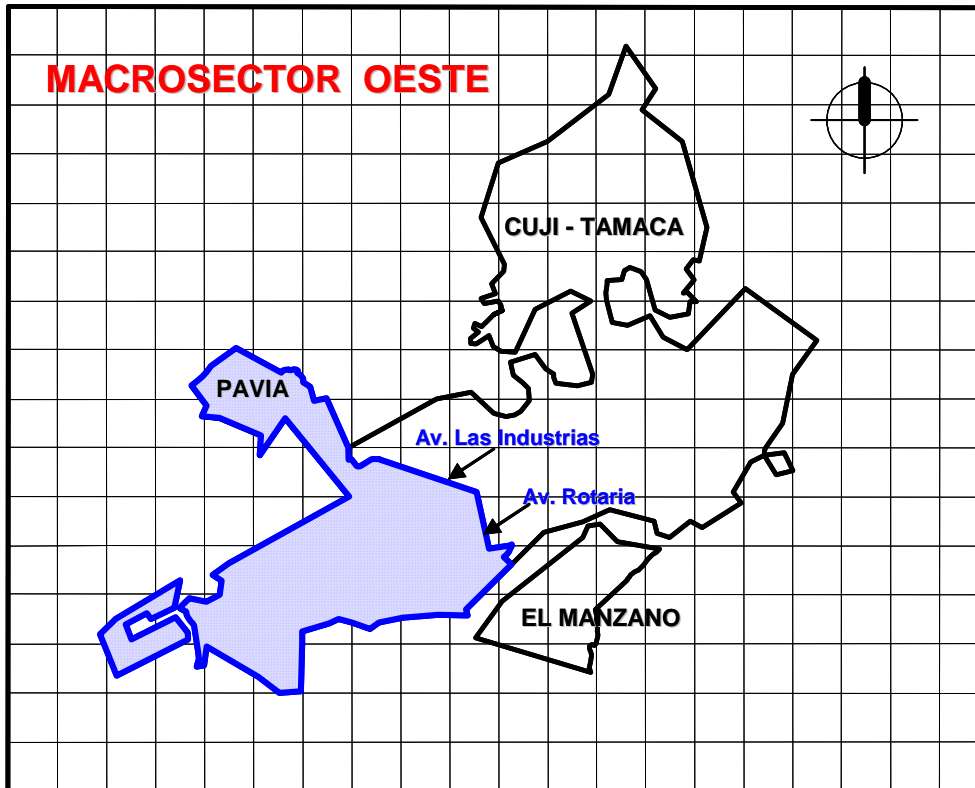 MACROSECTOR OESTE
CUJI - TAMACA
PAVIA
Av. Las Industrias
Av. Rotaria
EL MANZANO